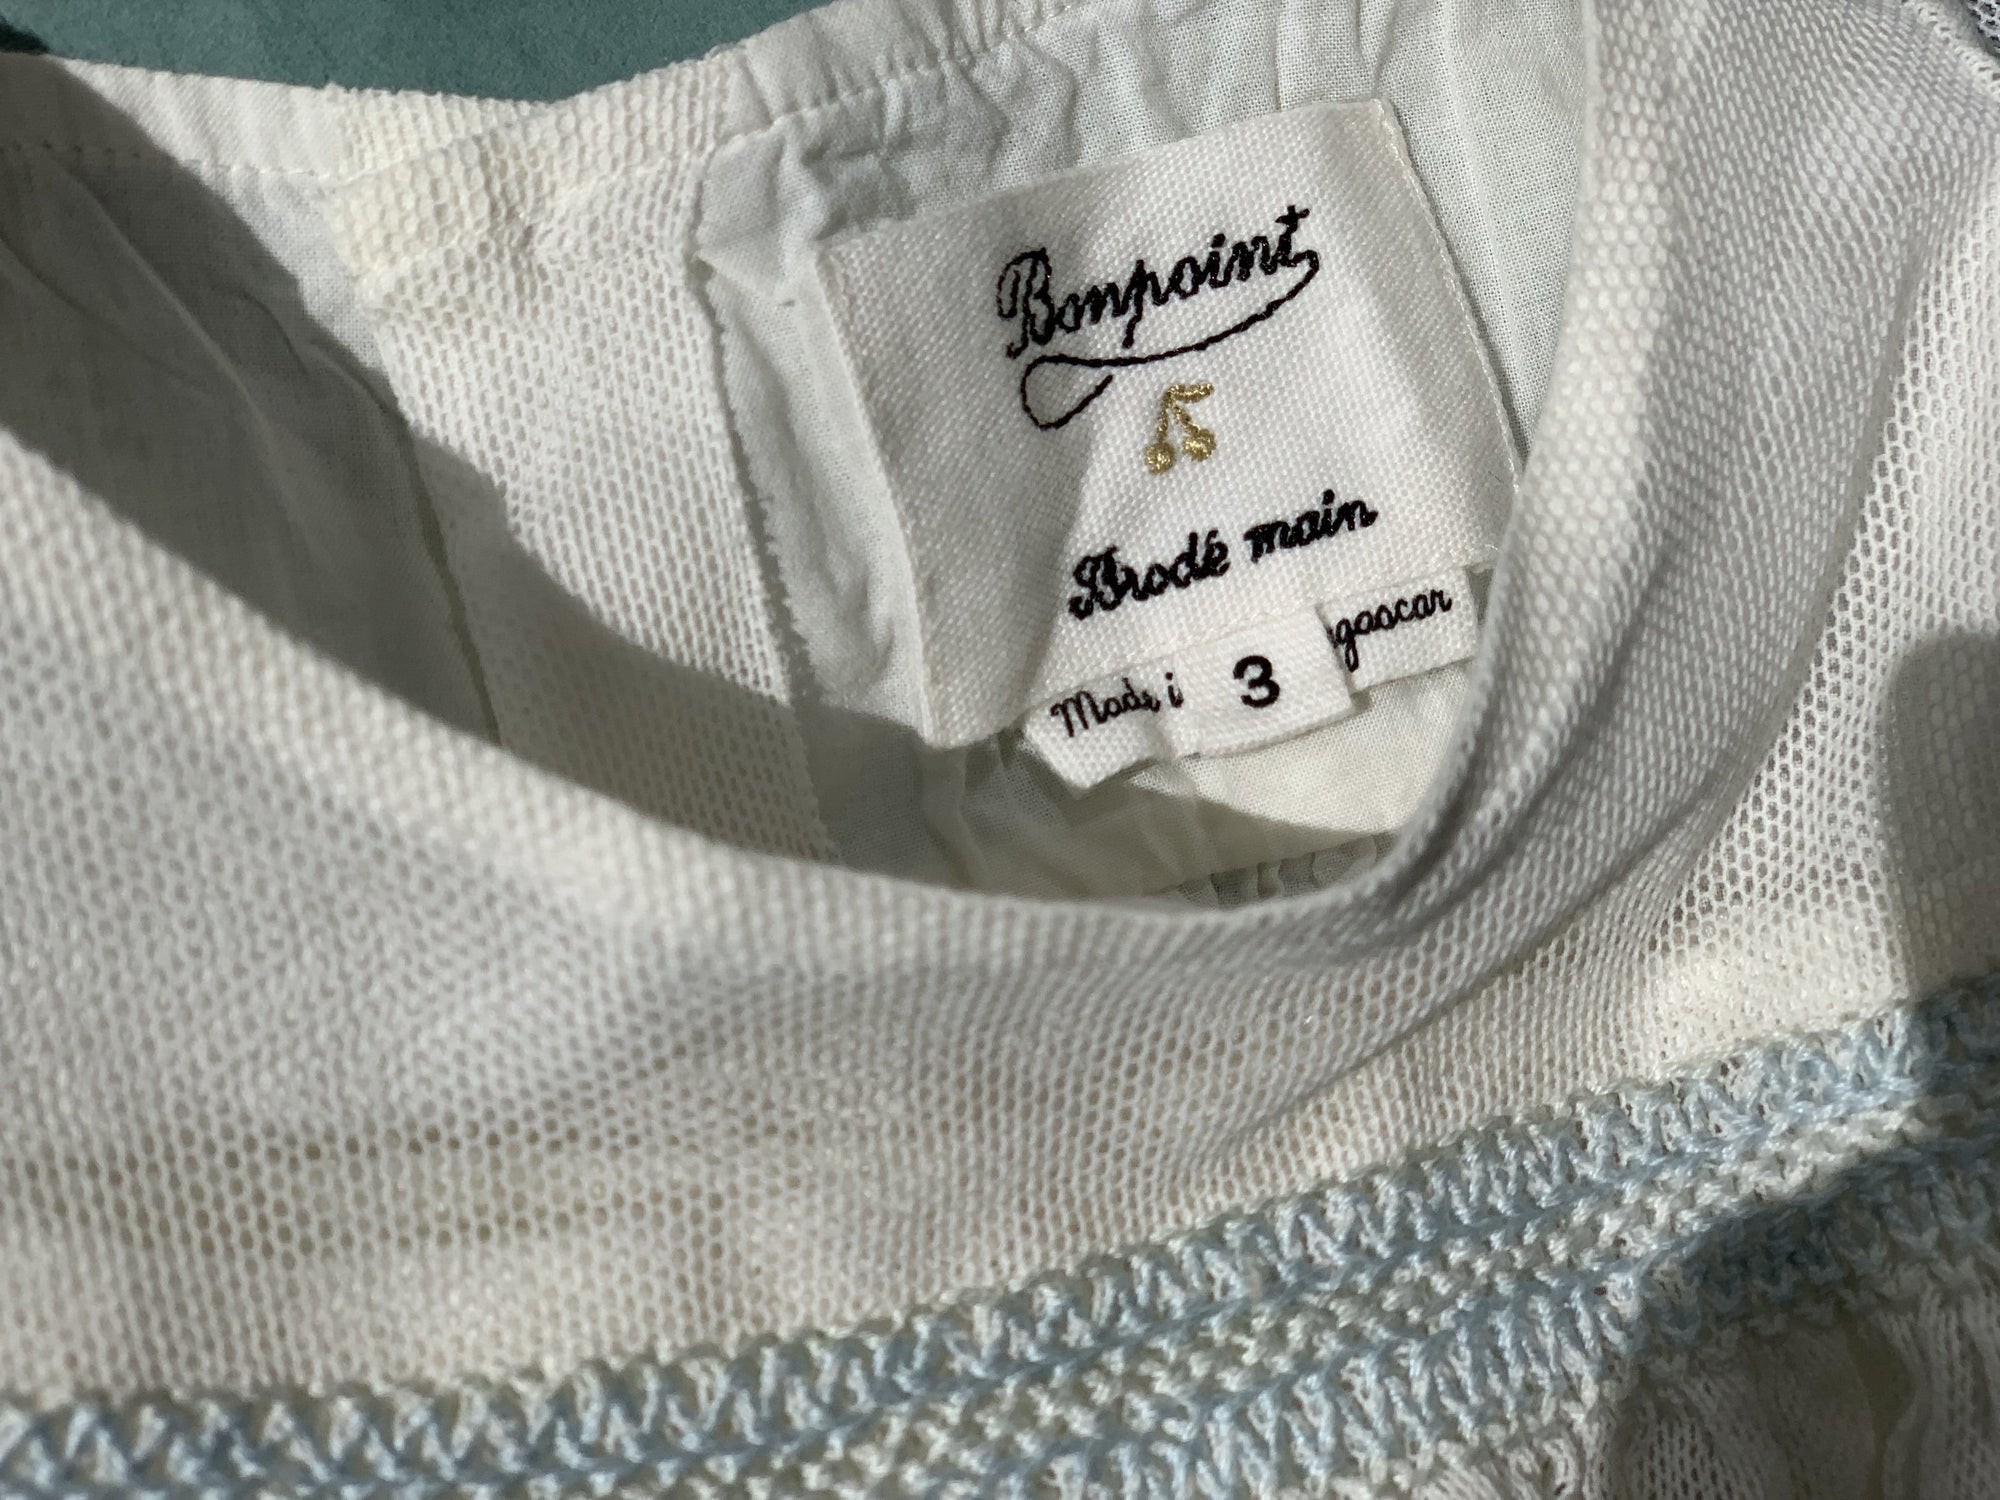 Bonpoint
Brodé main
Made i 3 gascar